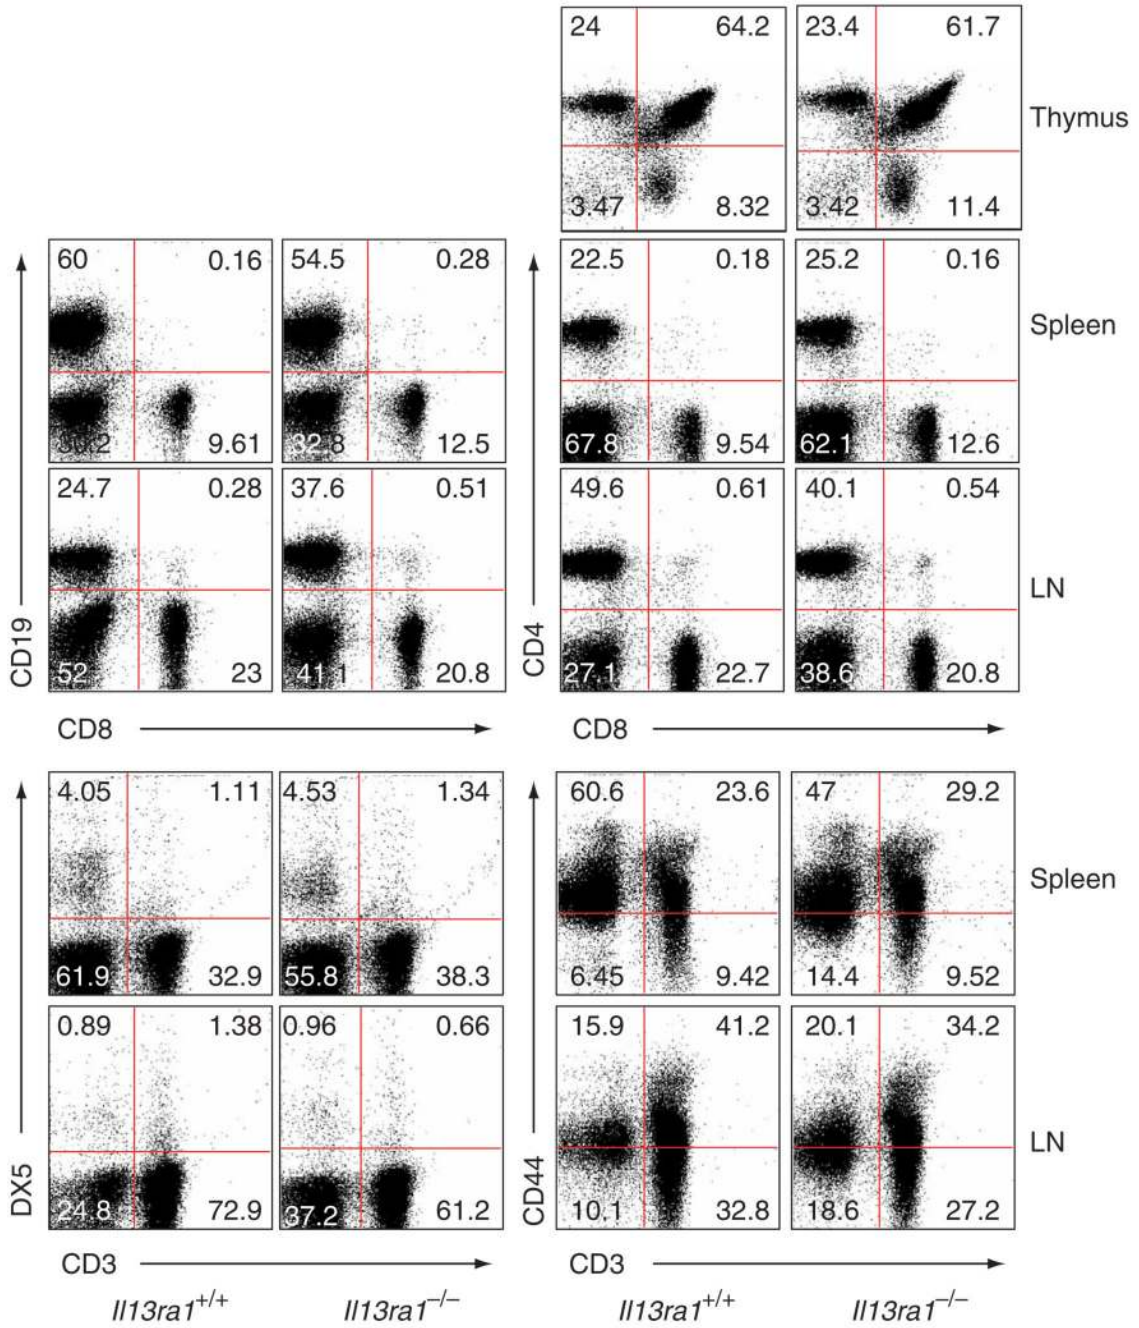 24 64.2 23.4 61.7
Thymus
3.47 8.32 3.42 11.4
60 0.16 54.5 0.28 22.5 0.18 25.2 0.16
Spleen
30.2 9.61 32.8 12.5 67.8 9.54 62.1 12.6
24.7 0.28 37.6 0.51 49.6 0.61 40.1 0.54
LN
52 23 41.1 20.8 27.1 22.7 38.6 20.8
CD19
CD4
CD8 CD8
4.05 1.11 4.53 1.34 60.6 23.6 47 29.2
Spleen
61.9 32.9 55.8 38.3 6.45 9.42 14.4 9.52
0.89 1.38 0.96 0.66 15.9 41.2 20.1 34.2
LN
24.8 72.9 37.2 61.2 10.1 32.8 18.6 27.2
DX5
CD44
CD3 CD3
Il13ra1+/+ Il13ra1–/– Il13ra1+/+ Il13ra1–/–